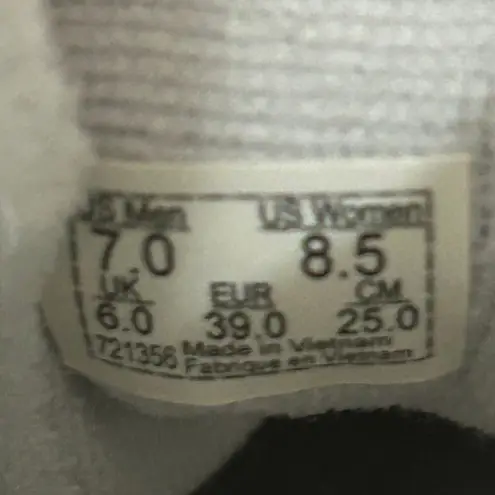 US Men US Women
7.0 8.5
UK EUR CM
6.0 39.0 25.0
721356 Made in Vietnam
Fabrique en Vietnam